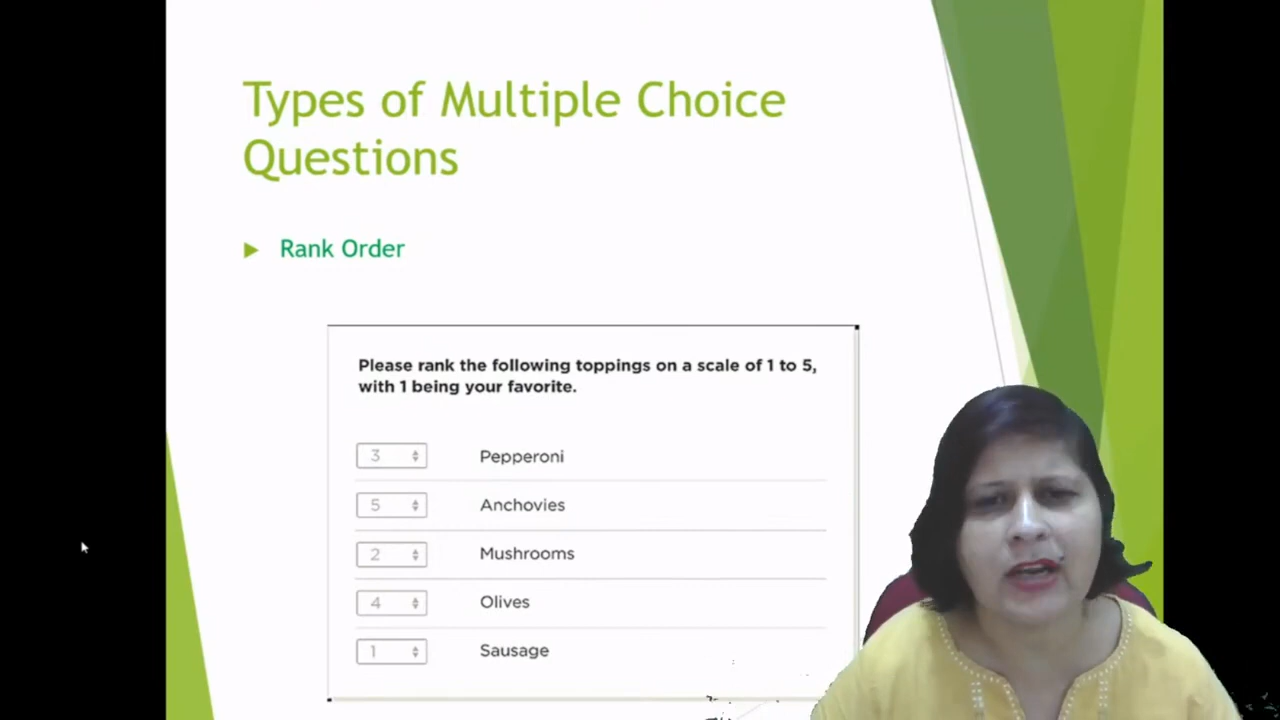 Types of Multiple Choice
Questions
Rank Order
Please rank the following toppings on a scale of 1 to 5,
with 1 being your favorite.
3 Pepperoni
5 Anchovies
2 Mushrooms
4 Olives
1 Sausage